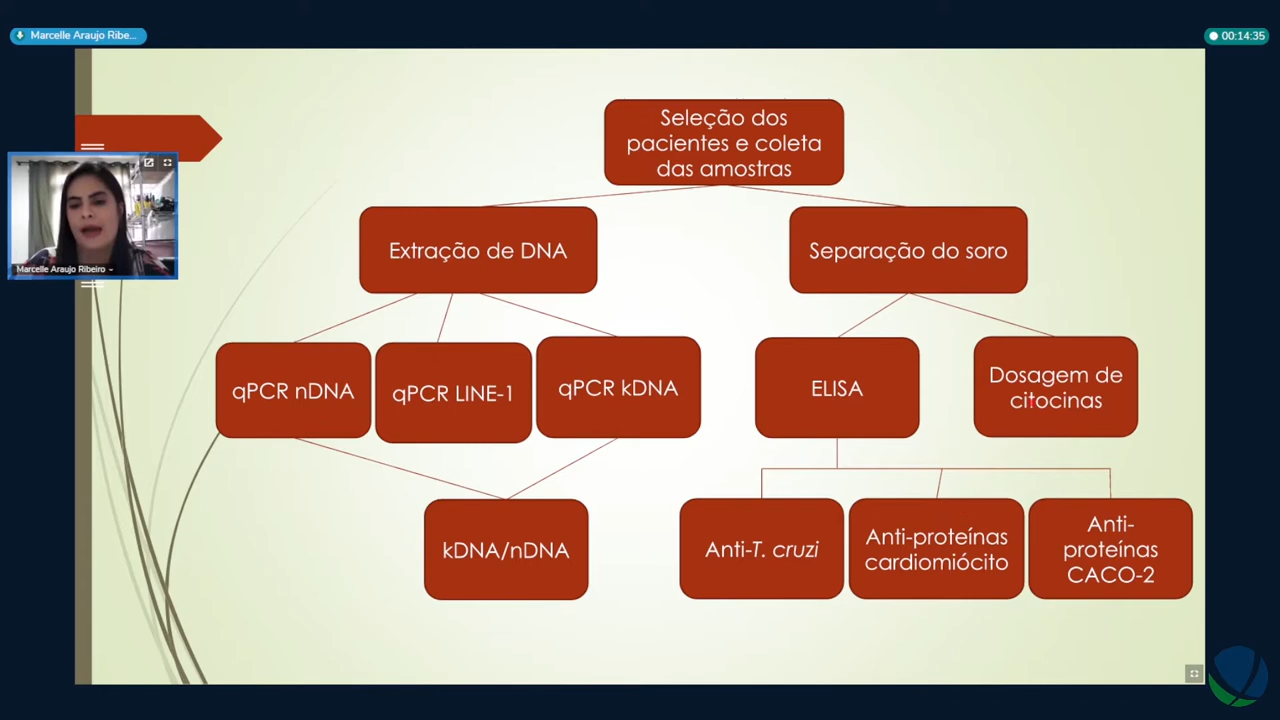 Marcelle Araujo Ribe...
00:14:35
Seleção dos
pacientes e coleta
das amostras
Marcelle Araujo Ribeiro
Extração de DNA
Separação do soro
qPCR nDNA
qPCR LINE-1
qPCR kDNA
ELISA
Dosagem de
citocinas
kDNA/nDNA
Anti-T. cruzi
Anti-proteínas
cardiomiócito
Anti-
proteínas
CACO-2